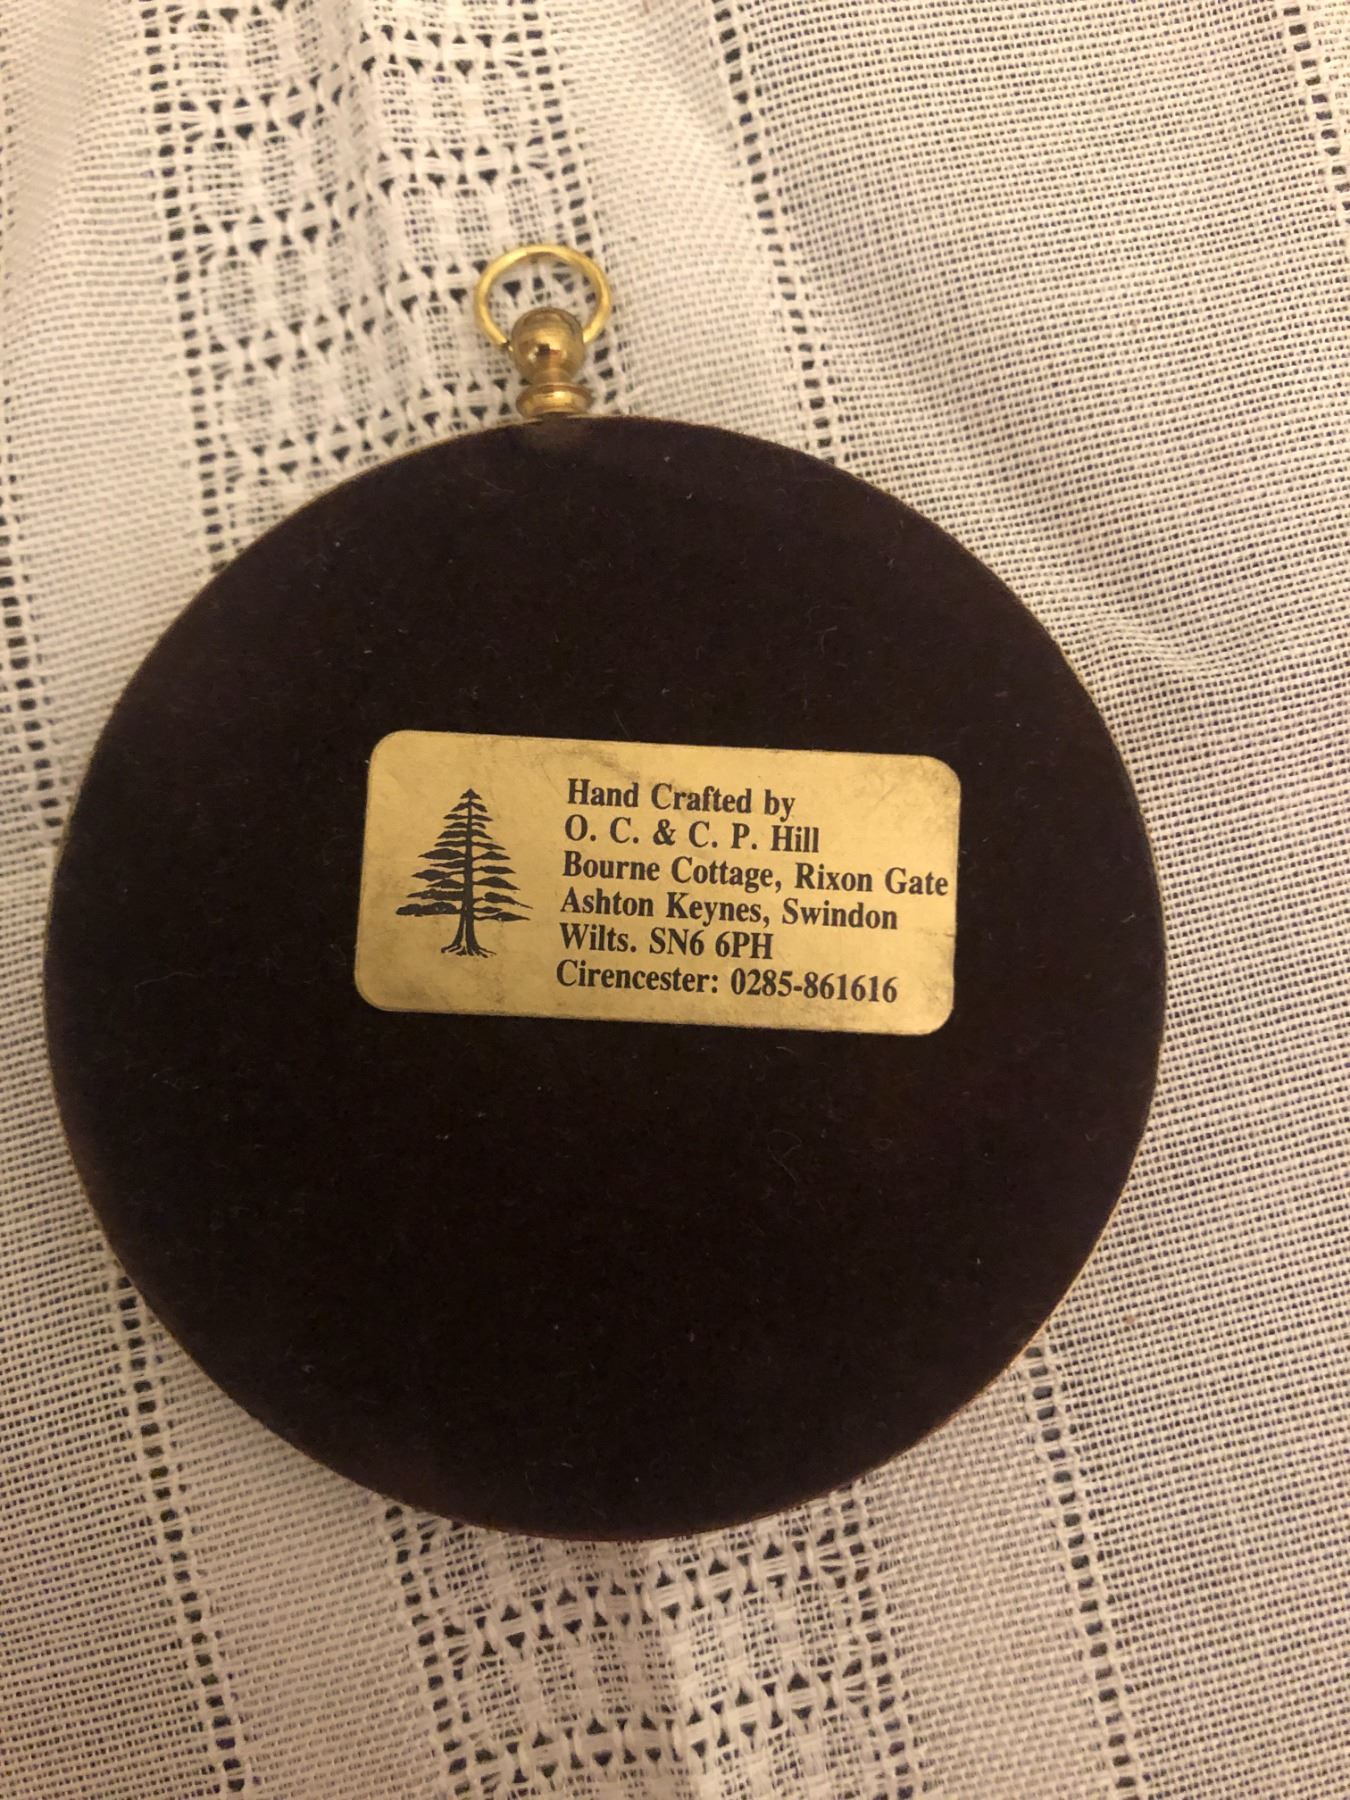 Hand Crafted by
O. C. & C. P. Hill
Bourne Cottage, Rixon Gate
Ashton Keynes, Swindon
Wilts. SN6 6PH
Cirencester: 0285-861616